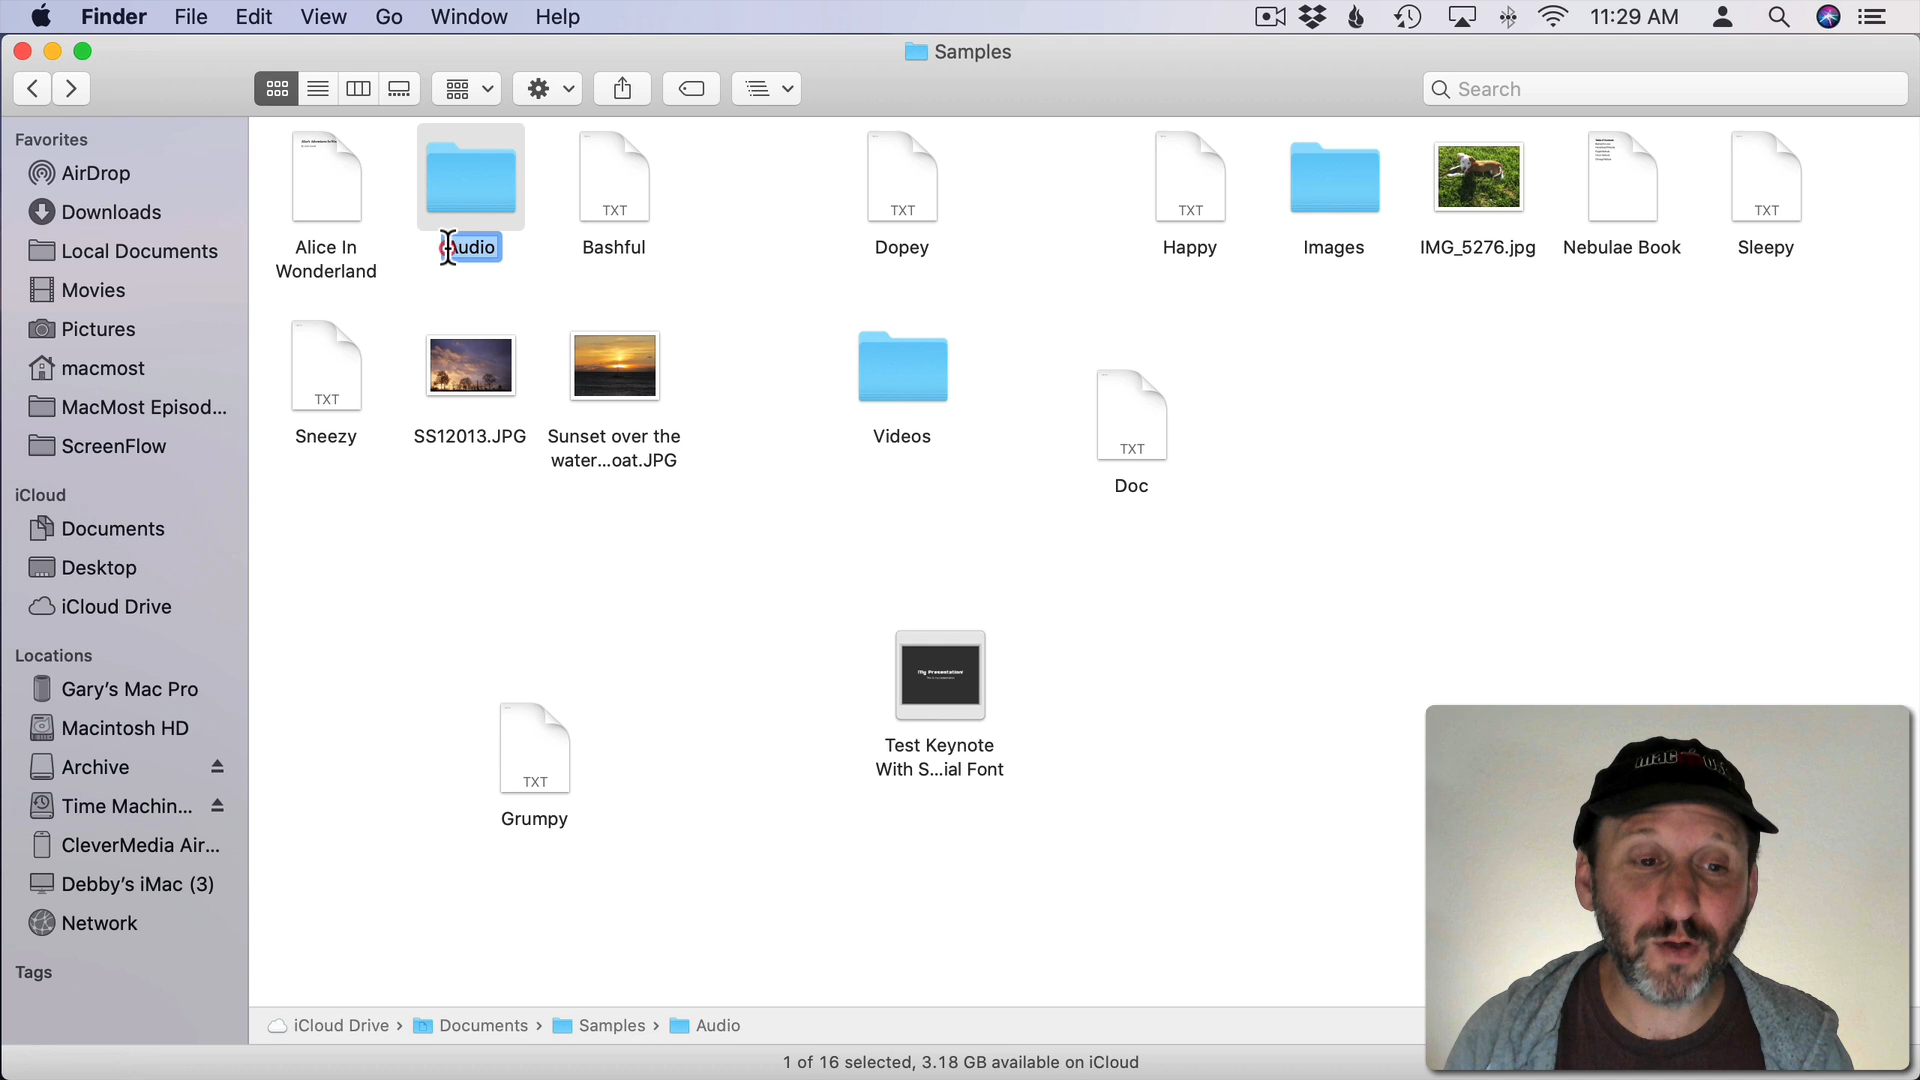 Finder File Edit View Go Window Help 11:29 AM
Samples
Search
Favorites
AirDrop
Downloads
Local Documents
Movies
Pictures
macmost
MacMost Episod...
ScreenFlow
iCloud
Documents
Desktop
iCloud Drive
Locations
Gary's Mac Pro
Macintosh HD
Archive
Time Machin...
CleverMedia Air...
Debby's iMac (3)
Network
Tags
TXT TXT TXT TXT
Alice In Audio Bashful Dopey Happy Images IMG_5276.jpg Nebulae Book Sleepy
Wonderland
TXT
Sneezy SS12013.JPG Sunset over the Videos
water...oat.JPG
TXT
Doc
My Presentation
Test Keynote
With S...ial Font
TXT
Grumpy
iCloud Drive › Documents › Samples › Audio
1 of 16 selected, 3.18 GB available on iCloud